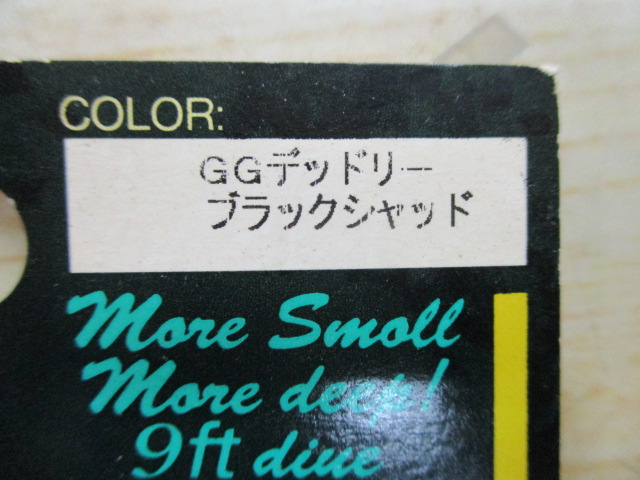 COLOR:
GGデッドリー
ブラックシャッド
More Smoll
More deep!
9ft dive